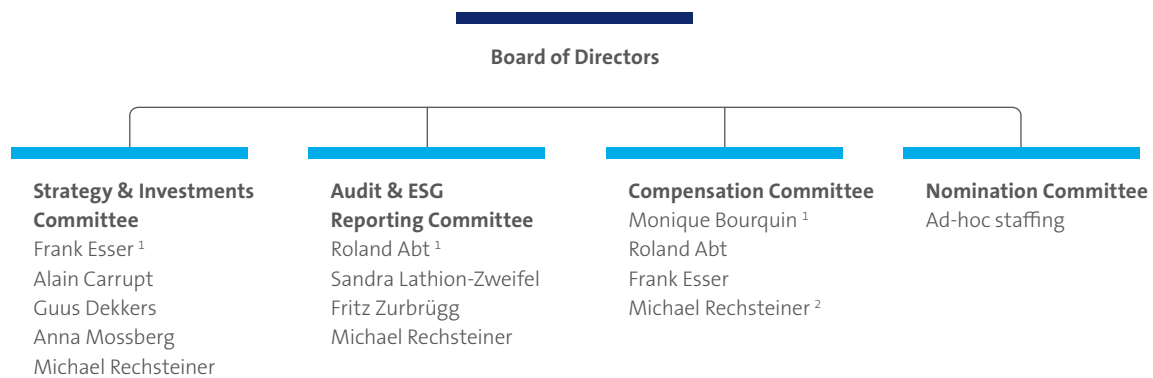 Board of Directors
Strategy & Investments
Committee
Frank Esser 1
Alain Carrupt
Guus Dekkers
Anna Mossberg
Michael Rechsteiner
Audit & ESG
Reporting Committee
Roland Abt 1
Sandra Lathion-Zweifel
Fritz Zurbrügg
Michael Rechsteiner
Compensation Committee
Monique Bourquin 1
Roland Abt
Frank Esser
Michael Rechsteiner 2
Nomination Committee
Ad-hoc staffing